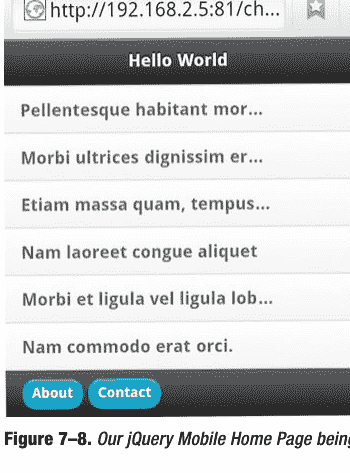 http://192.168.2.5:81/ch...
Hello World
Pellentesque habitant mor...
Morbi ultrices dignissim er...
Etiam massa quam, tempus...
Nam laoreet congue aliquet
Morbi et ligula vel ligula lob...
Nam commodo erat orci.
About Contact
Figure 7–8. Our jQuery Mobile Home Page being